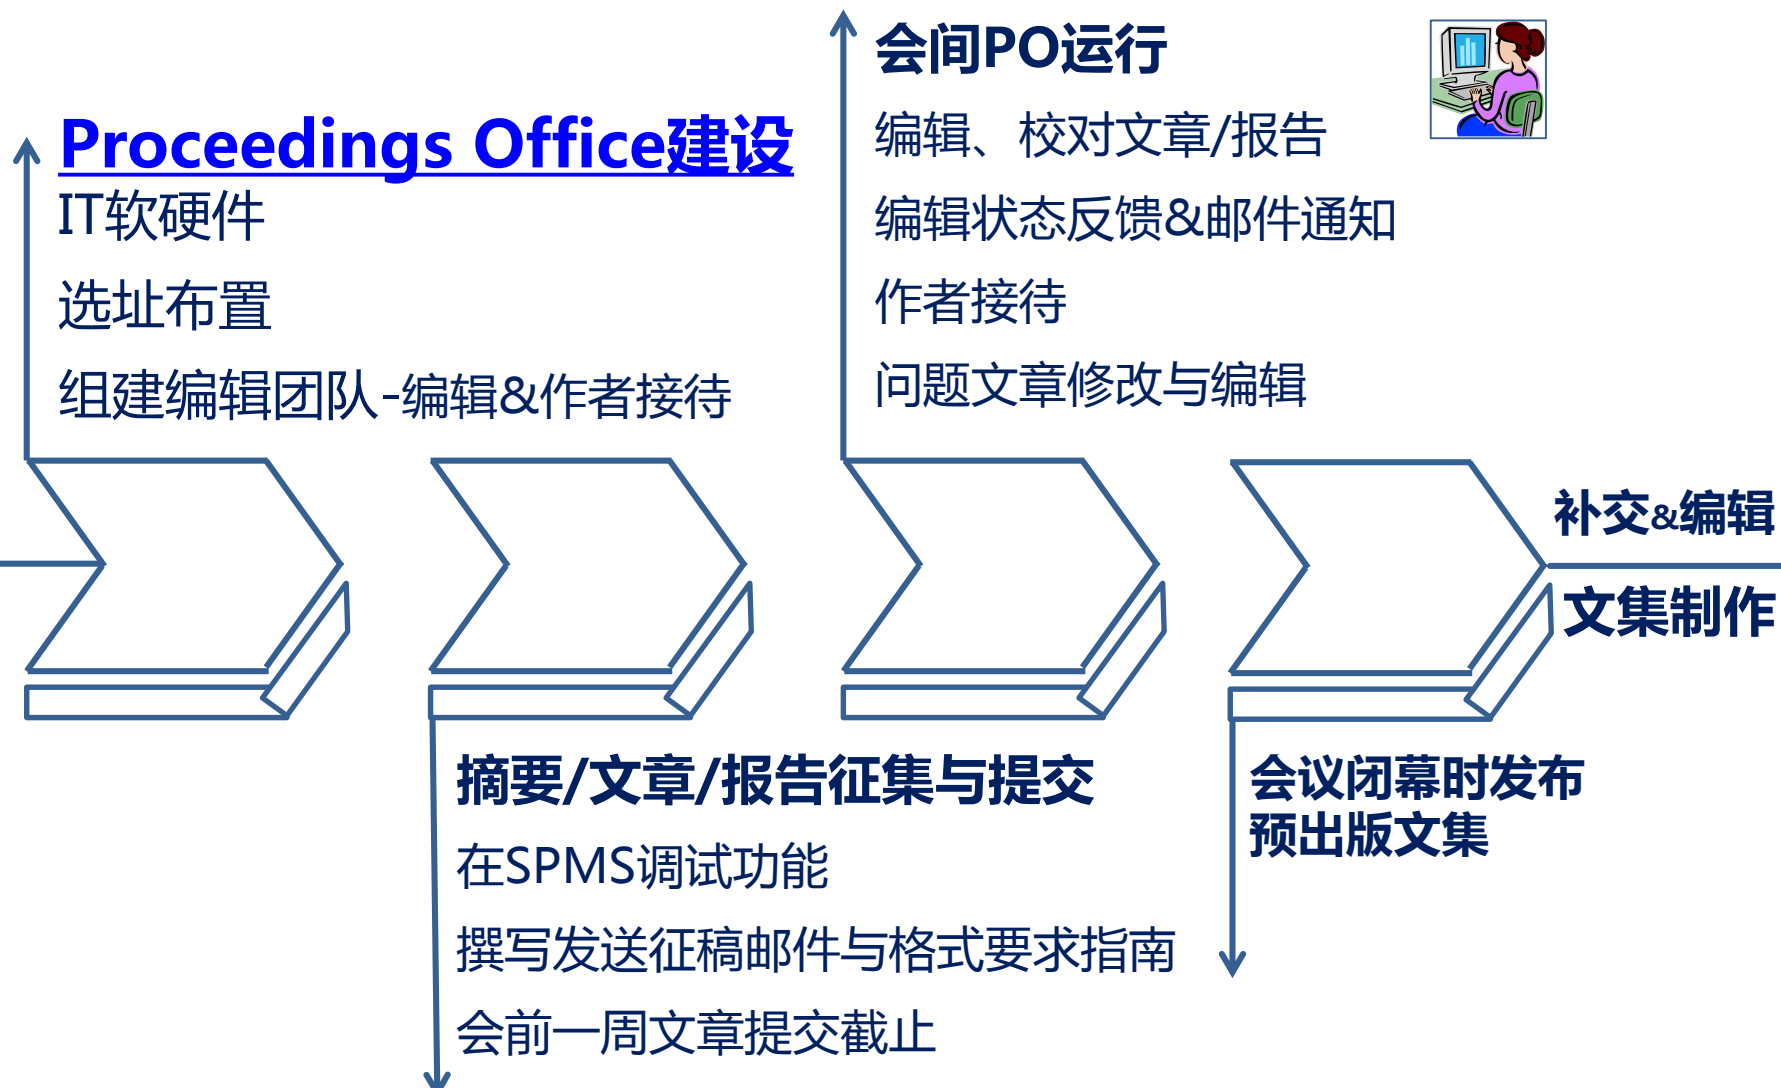 Proceedings Office建设
IT软硬件
选址布置
组建编辑团队-编辑&作者接待
会间PO运行
编辑、校对文章/报告
编辑状态反馈&邮件通知
作者接待
问题文章修改与编辑
摘要/文章/报告征集与提交
在SPMS调试功能
撰写发送征稿邮件与格式要求指南
会前一周文章提交截止
会议闭幕时发布
预出版文集
补交&编辑
文集制作